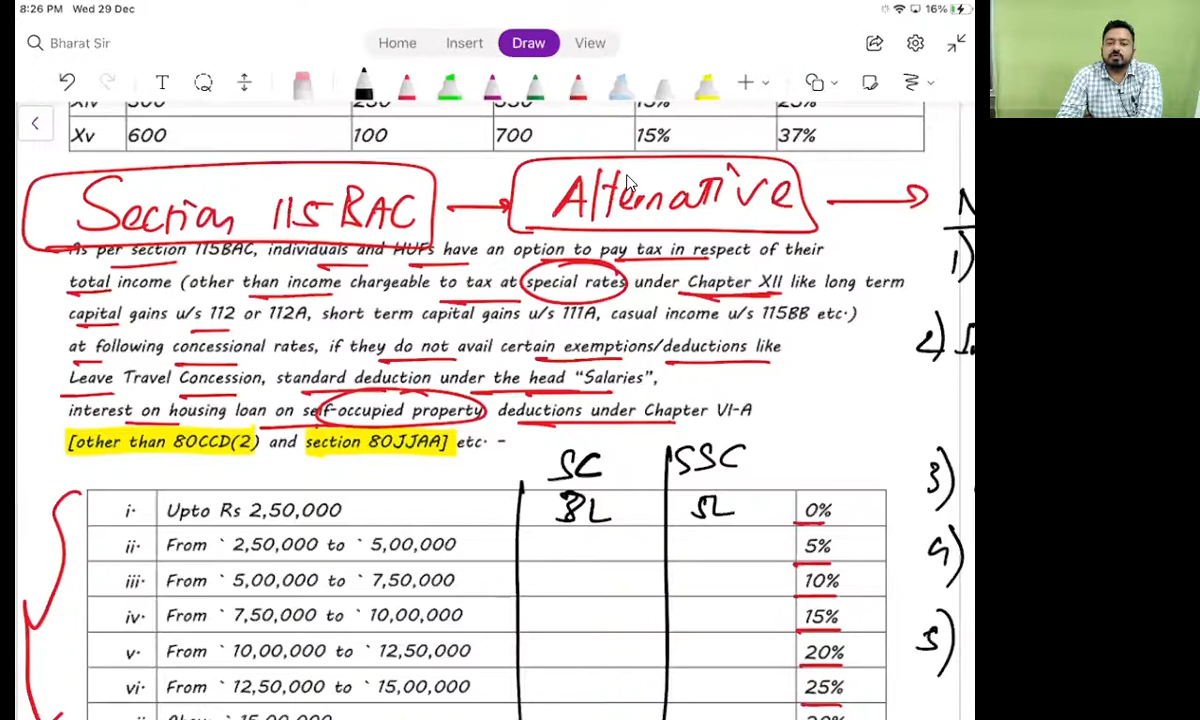 8:26 PM Wed 29 Dec
16%
Bharat Sir
Home Insert Draw View
Xv 600 100 700 15% 37%
Section 115BAC Alternative
As per section 115BAC, individuals and HUFs have an option to pay tax in respect of their
total income (other than income chargeable to tax at special rates under Chapter XII like long term
capital gains u/s 112 or 112A, short term capital gains u/s 111A, casual income u/s 115BB etc.)
at following concessional rates, if they do not avail certain exemptions/deductions like
Leave Travel Concession, standard deduction under the head "Salaries",
interest on housing loan on self-occupied property deductions under Chapter VI-A
[other than 80CCD(2) and section 80JJAA] etc. -
SC SSC
i. Upto Rs 2,50,000 3L 5L 0%
ii. From ` 2,50,000 to ` 5,00,000 5%
iii. From ` 5,00,000 to ` 7,50,000 10%
iv. From ` 7,50,000 to ` 10,00,000 15%
v. From ` 10,00,000 to ` 12,50,000 20%
vi. From ` 12,50,000 to ` 15,00,000 25%
1)
2)
3)
4)
5)